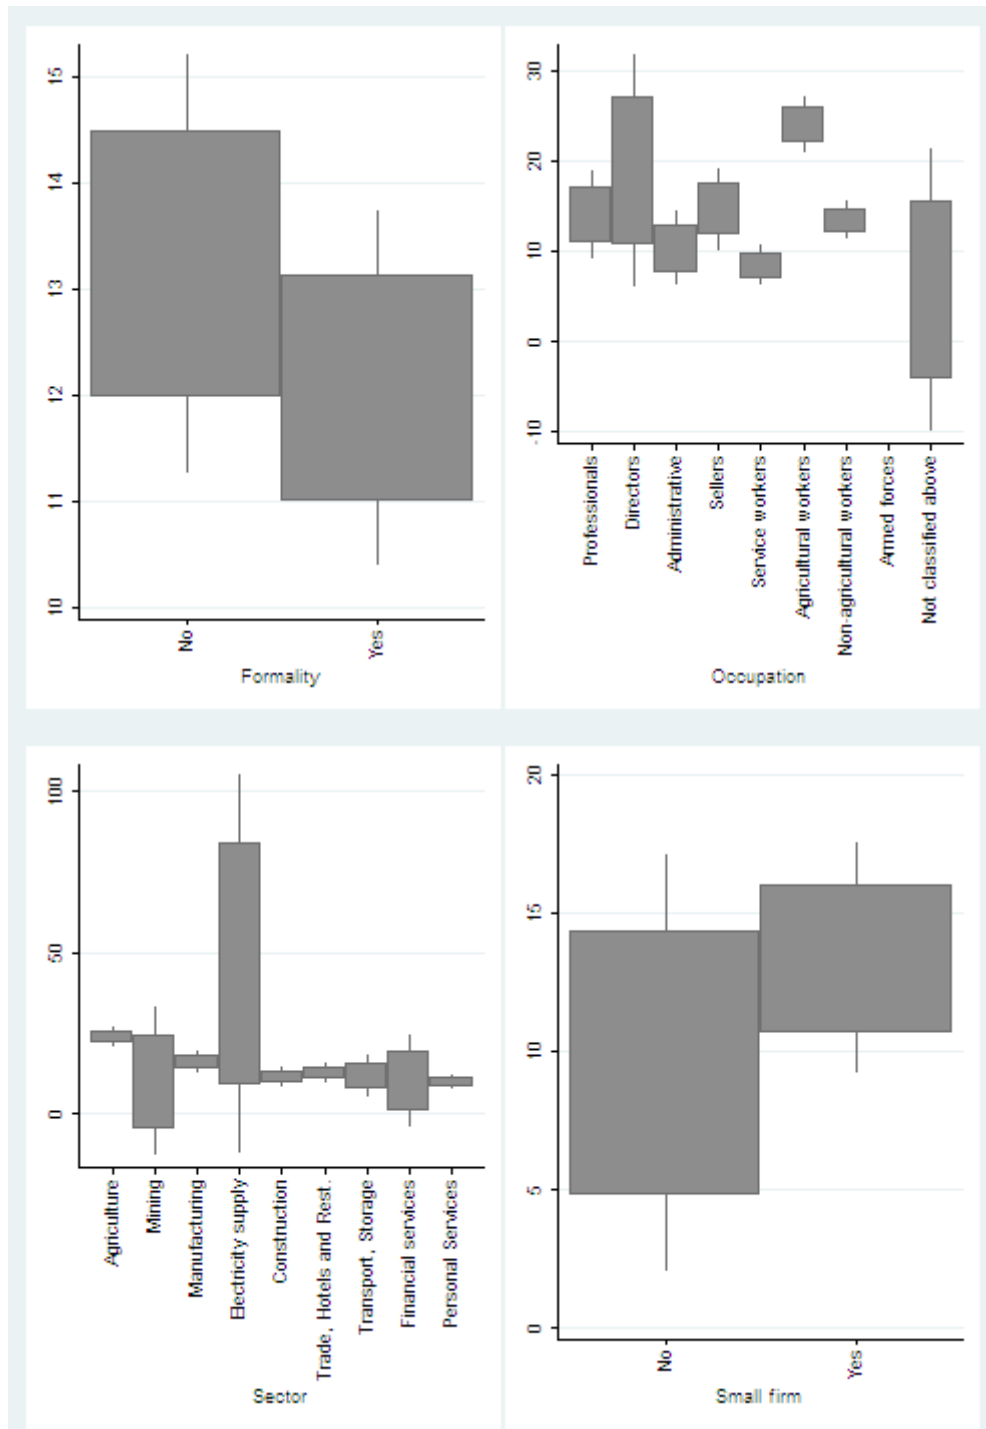 15
14
13
12
11
10
No
Yes
Formality
30
20
10
0
-10
Professionals
Directors
Administrative
Sellers
Service workers
Agricultural workers
Non-agricultural workers
Armed forces
Not classified above
Occupation
100
50
0
Agriculture
Mining
Manufacturing
Electricity supply
Construction
Trade, Hotels and Rest.
Transport, Storage
Financial services
Personal Services
Sector
20
15
10
5
0
No
Yes
Small firm